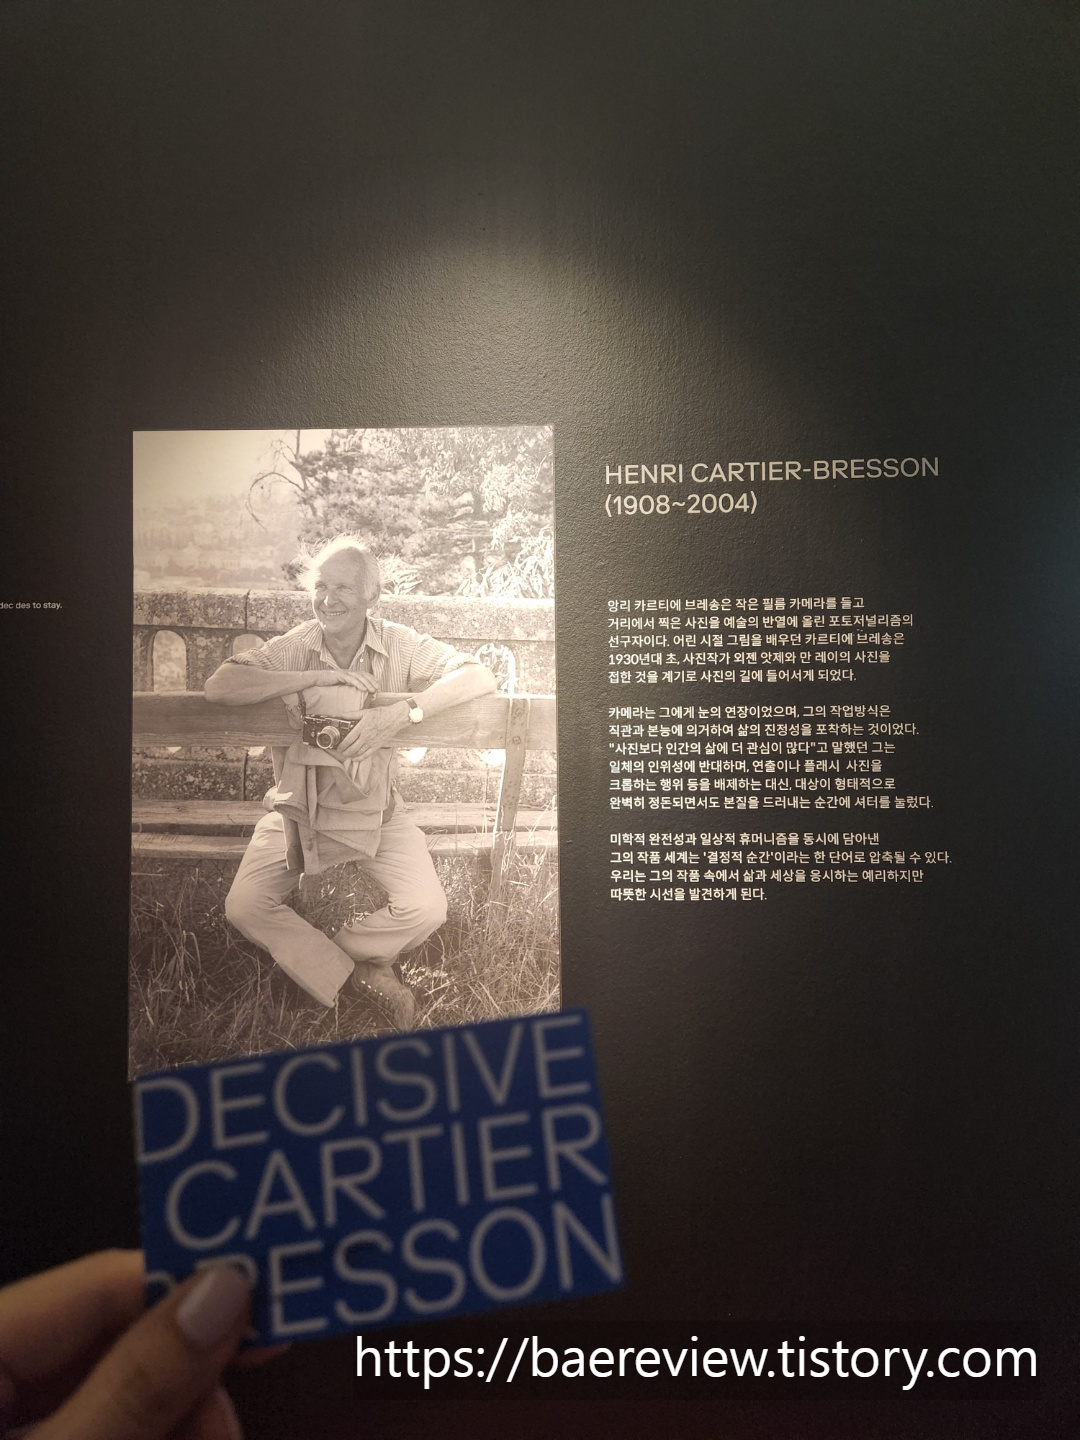 des to stay.
HENRI CARTIER-BRESSON
(1908~2004)
앙리 카르티에 브레송은 작은 필름 카메라를 들고
거리에서 찍은 사진을 예술의 반열에 올린 포토저널리즘의
선구자이다. 어린 시절 그림을 배우던 카르티에 브레송은
1930년대 초, 사진작가 외젠 앗제와 만 레이의 사진을
접한 것을 계기로 사진의 길에 들어서게 되었다.
카메라는 그에게 눈의 연장이었으며, 그의 작업방식은
직관과 본능에 의거하여 삶의 진정성을 포착하는 것이었다.
"사진보다 인간의 삶에 더 관심이 많다"고 말했던 그는
일체의 인위성에 반대하며, 연출이나 플래시 사진을
크롭하는 행위 등을 배제하는 대신, 대상이 형태적으로
완벽히 정돈되면서도 본질을 드러내는 순간에 셔터를 눌렀다.
미학적 완전성과 일상적 휴머니즘을 동시에 담아낸
그의 작품 세계는 '결정적 순간'이라는 한 단어로 압축될 수 있다.
우리는 그의 작품 속에서 삶과 세상을 응시하는 예리하지만
따뜻한 시선을 발견하게 된다.
DECISIVE
CARTIER
BRESSON
https://baereview.tistory.com